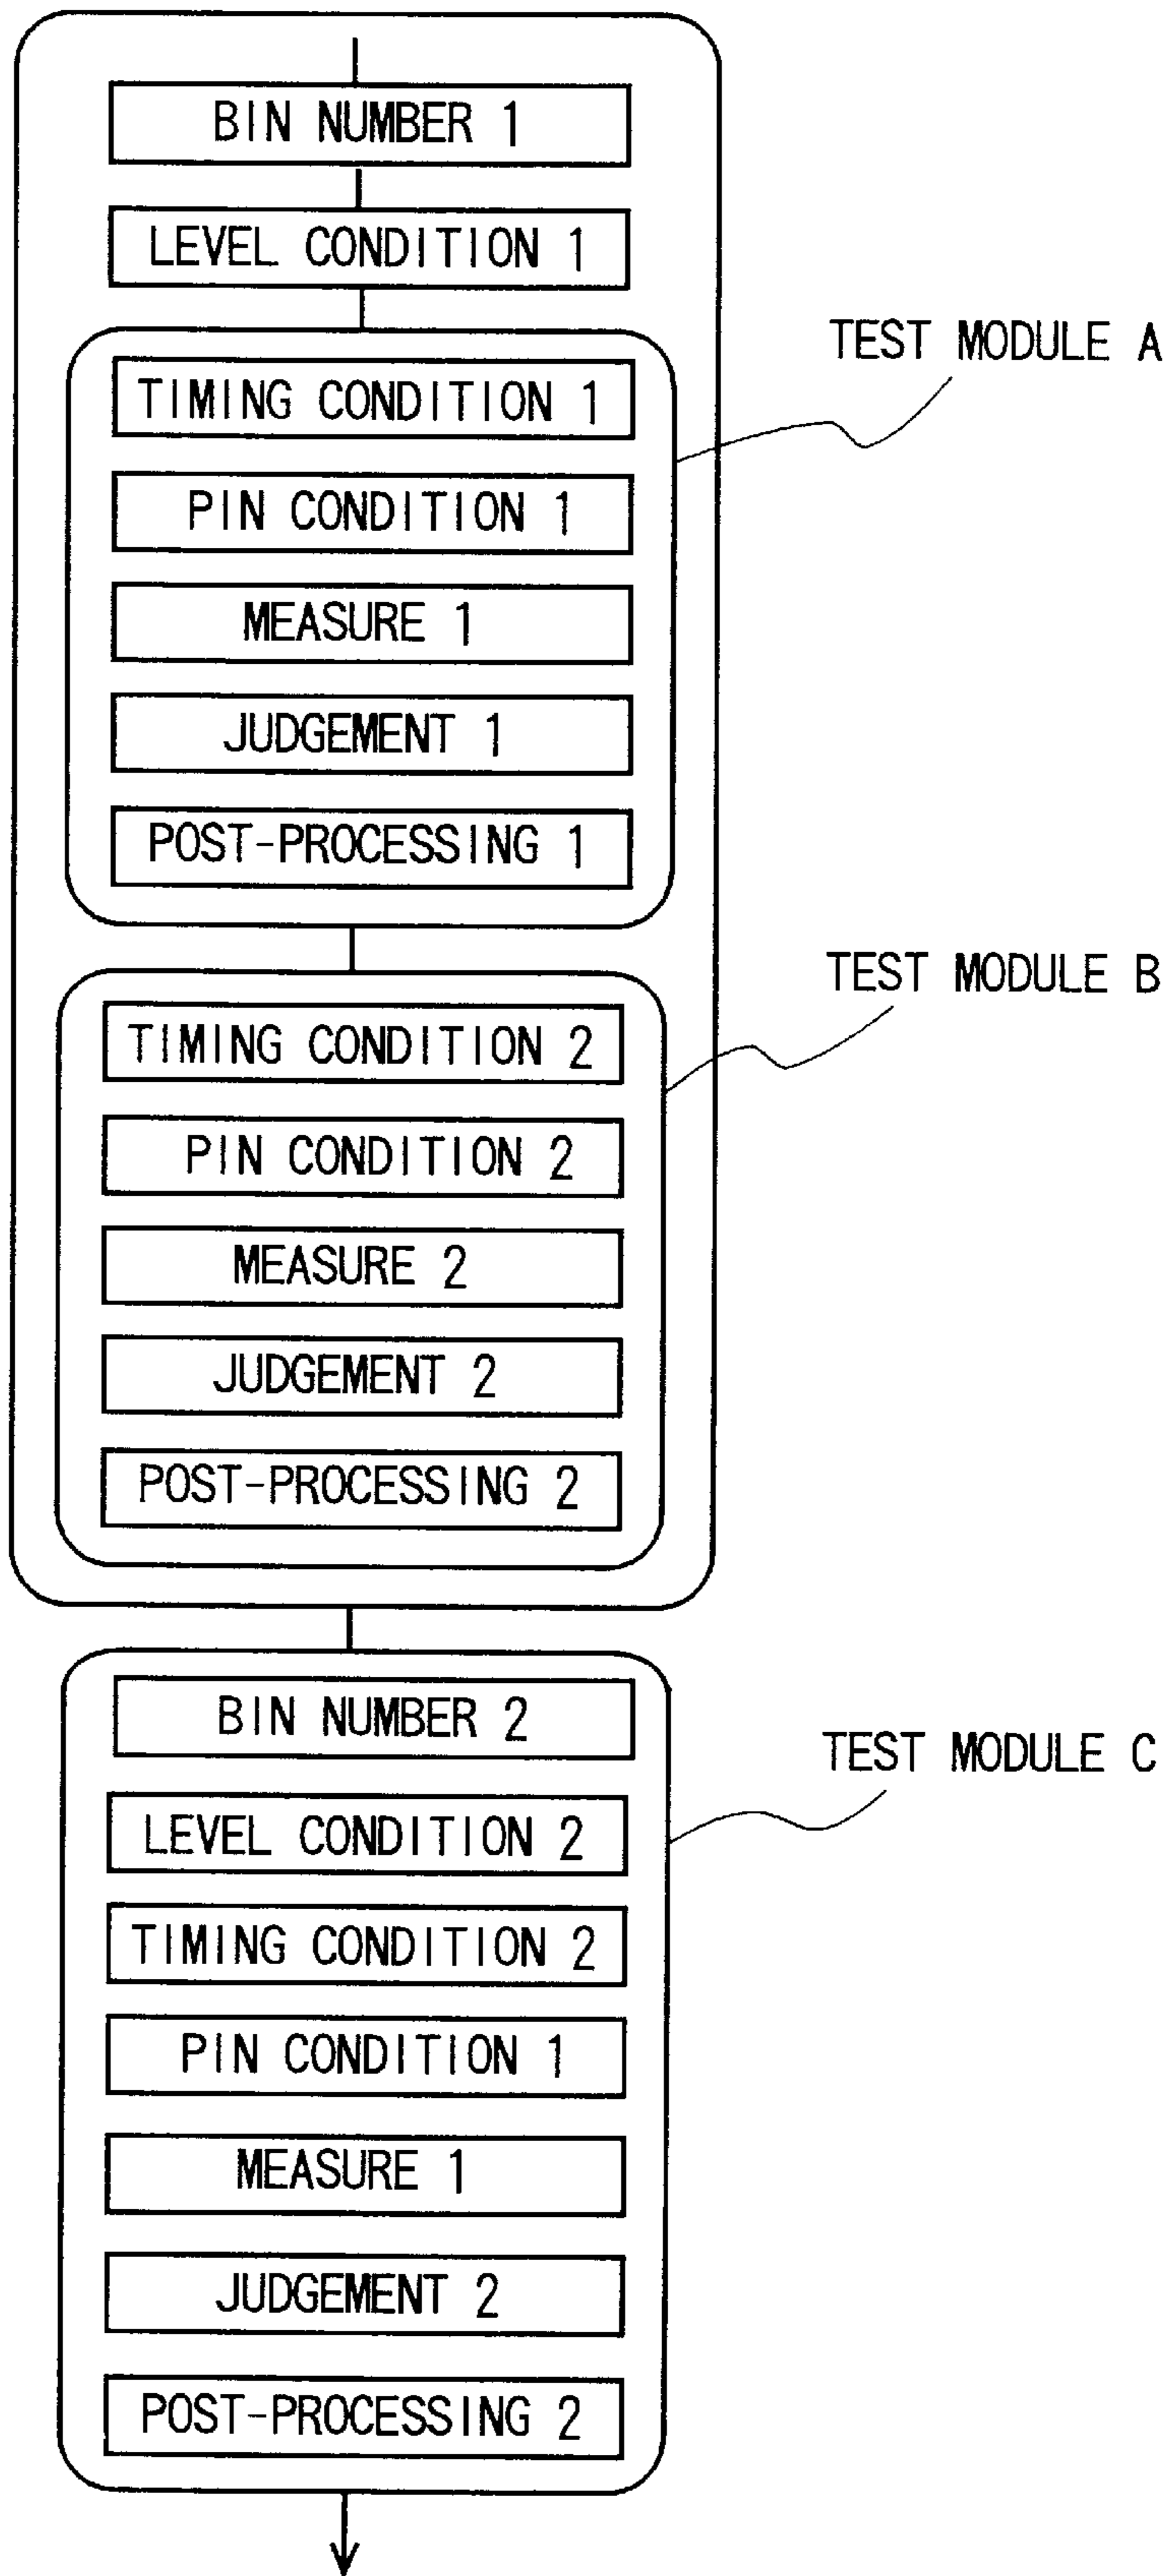 BIN NUMBER 1
LEVEL CONDITION 1
TEST MODULE A
TIMING CONDITION 1
PIN CONDITION 1
MEASURE 1
JUDGEMENT 1
POST-PROCESSING 1
TEST MODULE B
TIMING CONDITION 2
PIN CONDITION 2
MEASURE 2
JUDGEMENT 2
POST-PROCESSING 2
BIN NUMBER 2
TEST MODULE C
LEVEL CONDITION 2
TIMING CONDITION 2
PIN CONDITION 1
MEASURE 1
JUDGEMENT 2
POST-PROCESSING 2